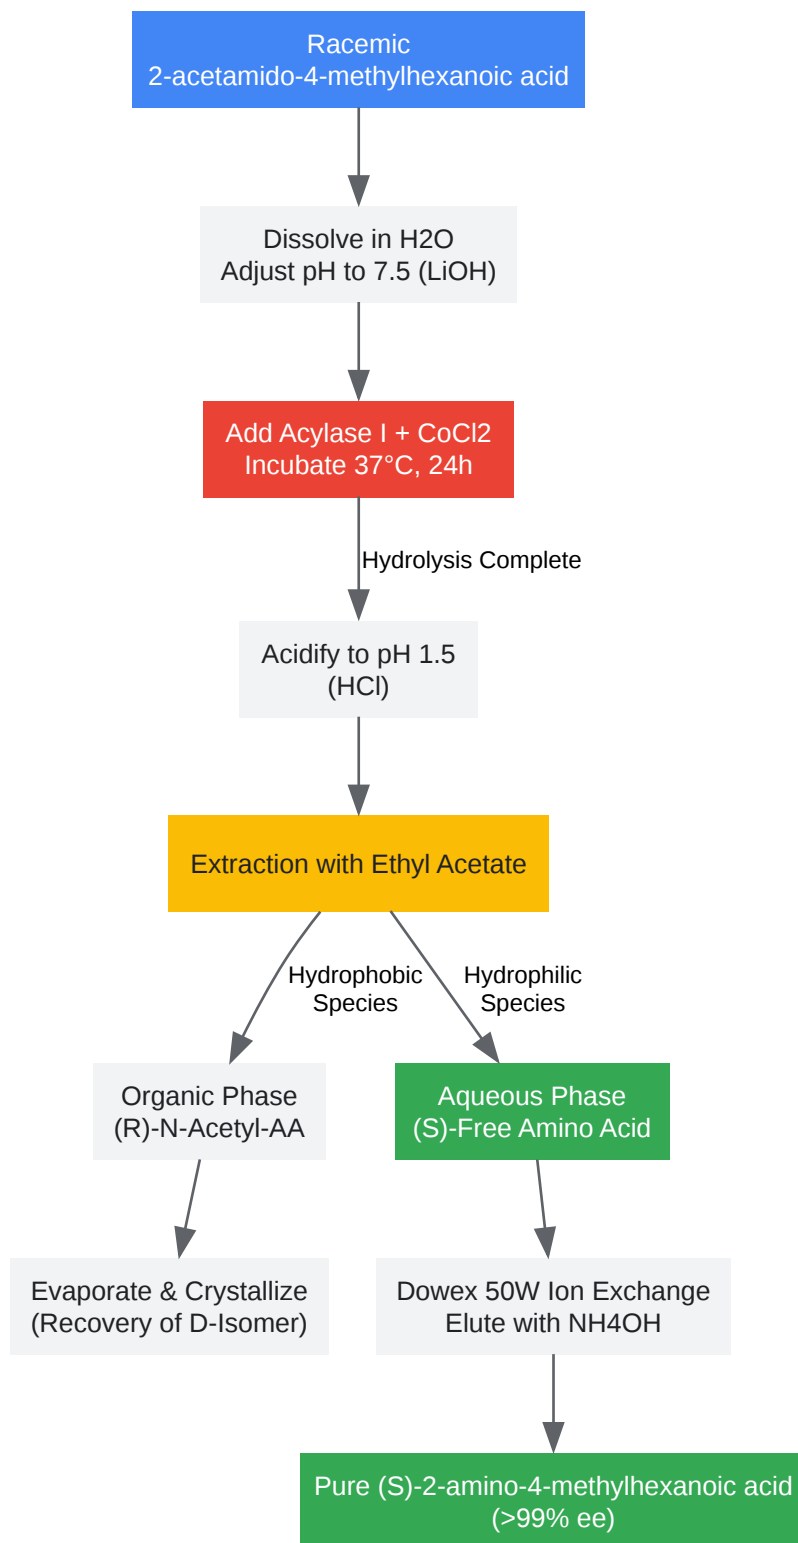 Racemic
2-acetamido-4-methylhexanoic acid
Dissolve in H2O
Adjust pH to 7.5 (LiOH)
Add Acylase I + CoCl2
Incubate 37°C, 24h
Hydrolysis Complete
Acidify to pH 1.5
(HCl)
Extraction with Ethyl Acetate
Hydrophobic
Species
Hydrophilic
Species
Organic Phase
(R)-N-Acetyl-AA
Aqueous Phase
(S)-Free Amino Acid
Evaporate & Crystallize
(Recovery of D-Isomer)
Dowex 50W Ion Exchange
Elute with NH4OH
Pure (S)-2-amino-4-methylhexanoic acid
(>99% ee)